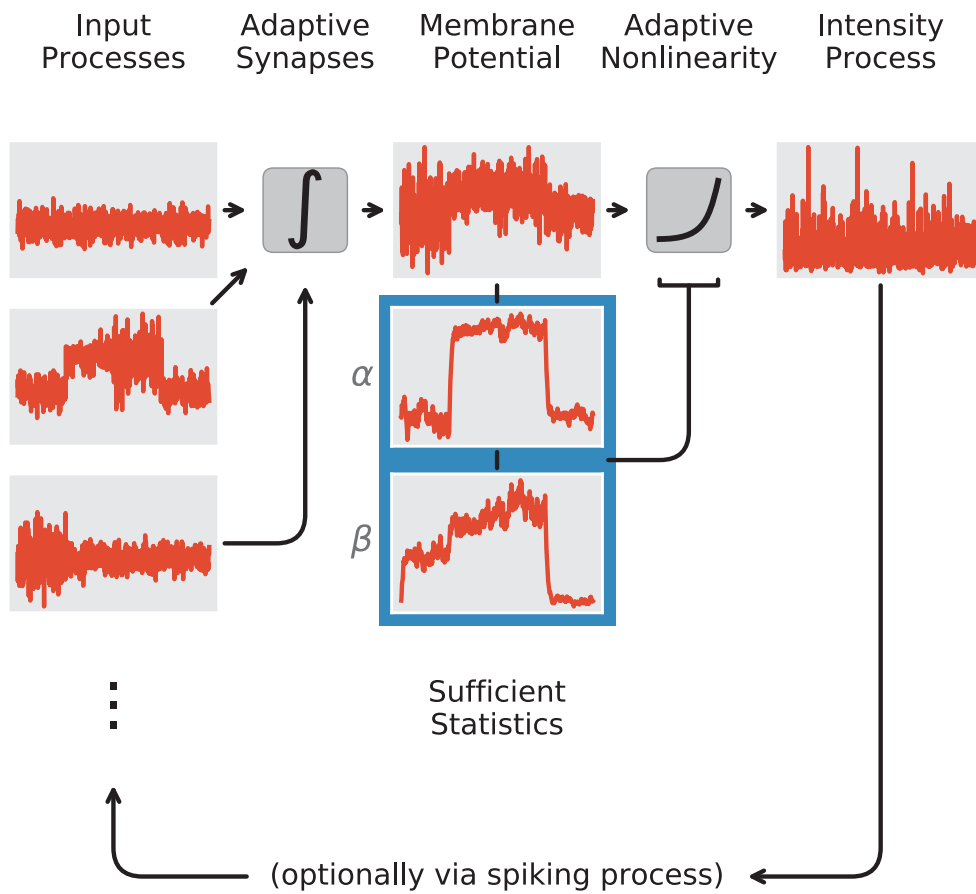 Input
Processes
Adaptive
Synapses
Membrane
Potential
Adaptive
Nonlinearity
Intensity
Process
∫
α
β
Sufficient
Statistics
(optionally via spiking process)